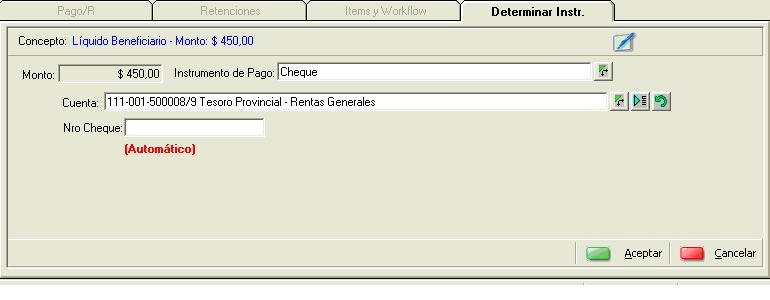 Pago/R Retenciones Items y Workflow Determinar Instr.
Concepto: Líquido Beneficiario - Monto: $ 450,00
Monto: $ 450,00 Instrumento de Pago: Cheque
Cuenta: 111-001-500008/9 Tesoro Provincial - Rentas Generales
Nro Cheque:
(Automático)
Aceptar Cancelar